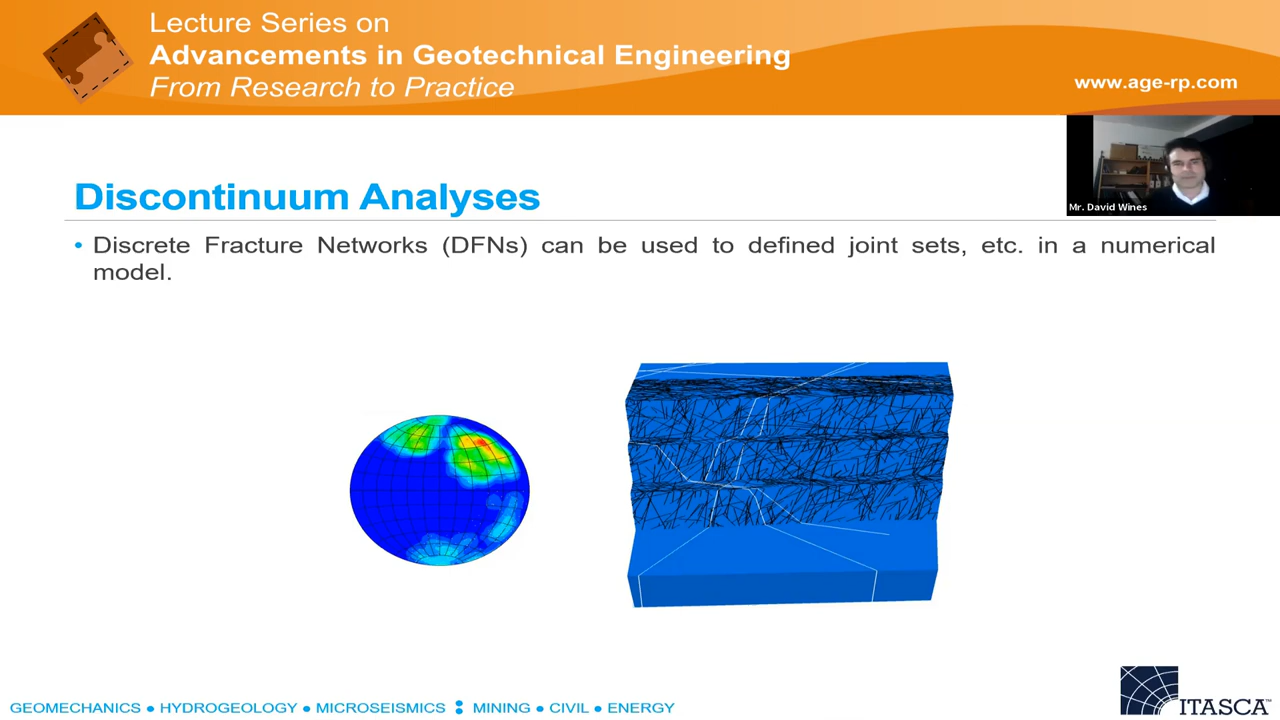 Lecture Series on
Advancements in Geotechnical Engineering
From Research to Practice
www.age-rp.com
Mr. David Wines
Discontinuum Analyses
• Discrete Fracture Networks (DFNs) can be used to defined joint sets, etc. in a numerical
model.
GEOMECHANICS ● HYDROGEOLOGY ● MICROSEISMICS : MINING ● CIVIL ● ENERGY
ITASCA™